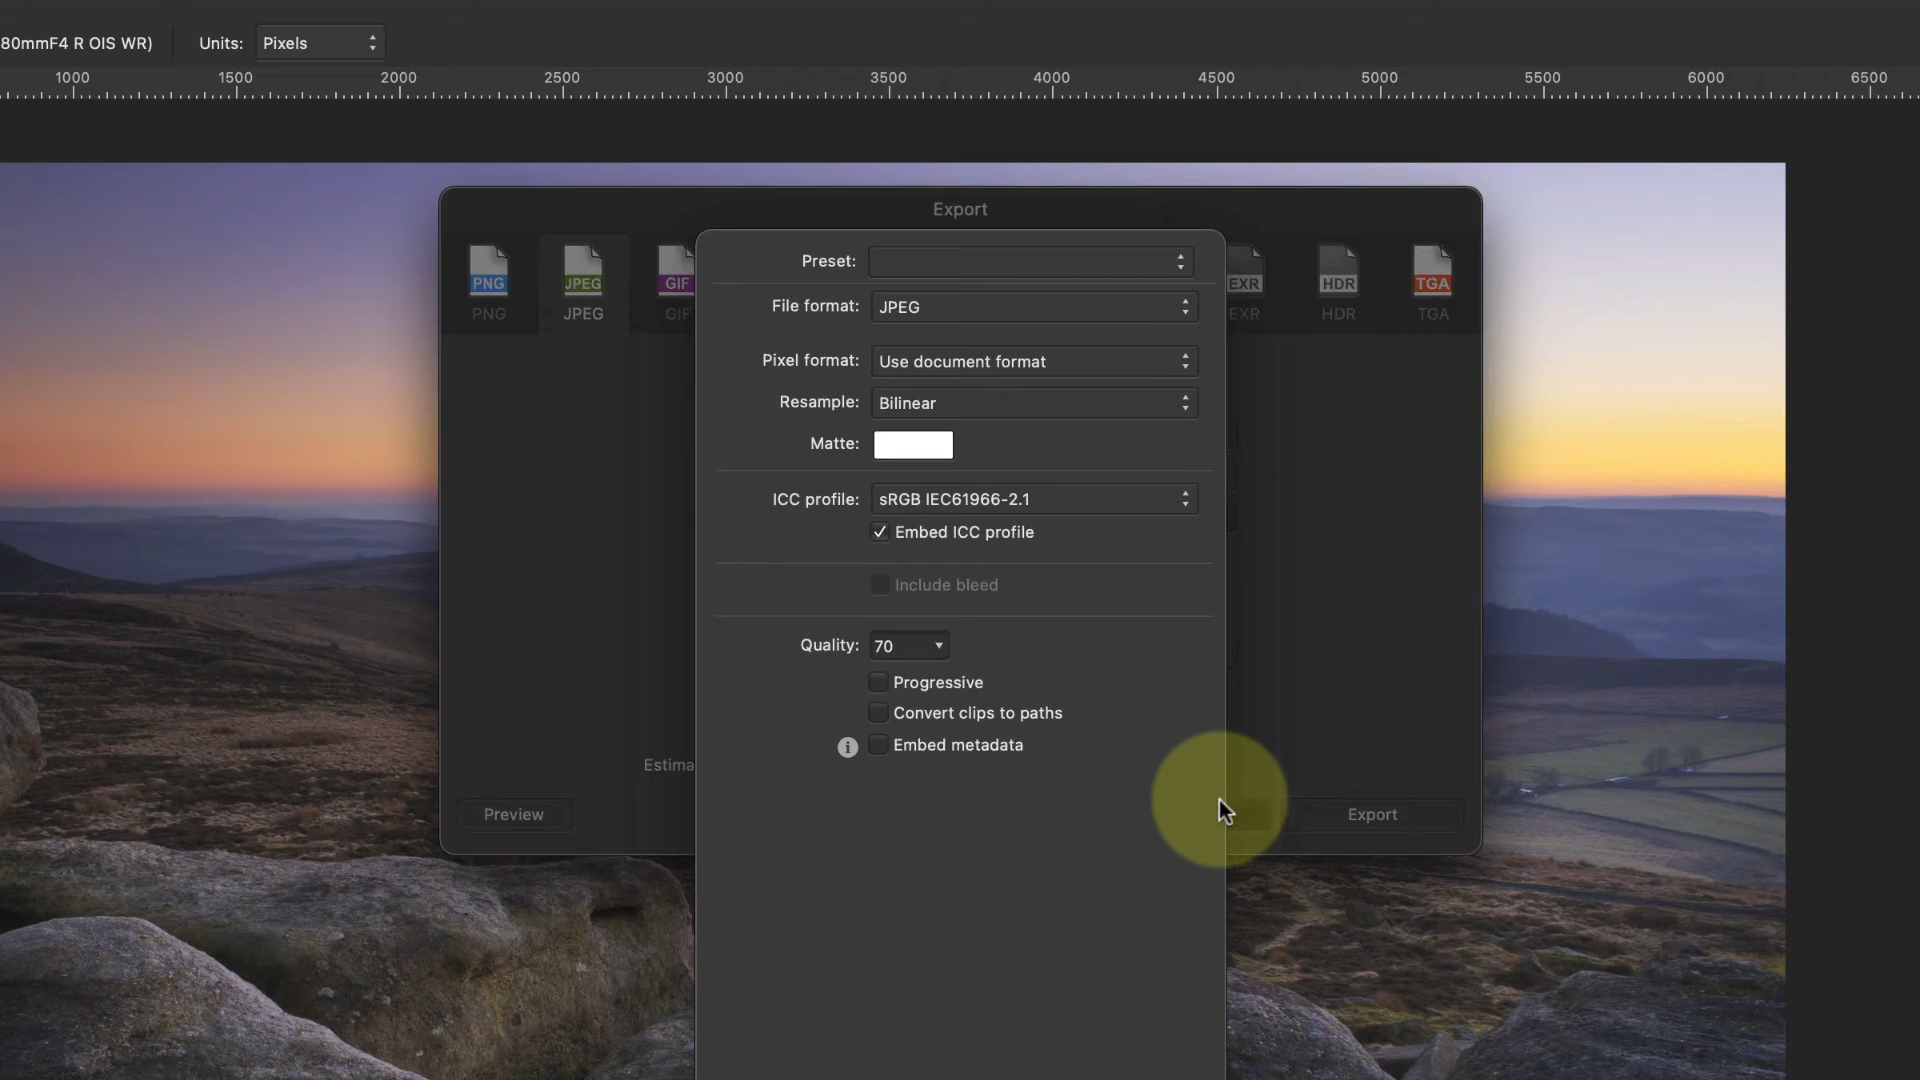 80mmF4 R OIS WR)
Units: Pixels
1000 1500 2000 2500 3000 3500 4000 4500 5000 5500 6000 6500
Export
PNG JPEG GIF EXR HDR TGA
PNG JPEG GIF EXR HDR TGA
Preset:
File format: JPEG
Pixel format: Use document format
Resample: Bilinear
Matte:
ICC profile: sRGB IEC61966-2.1
Embed ICC profile
Include bleed
Quality: 70
Progressive
Convert clips to paths
Embed metadata
Estima
Preview Export